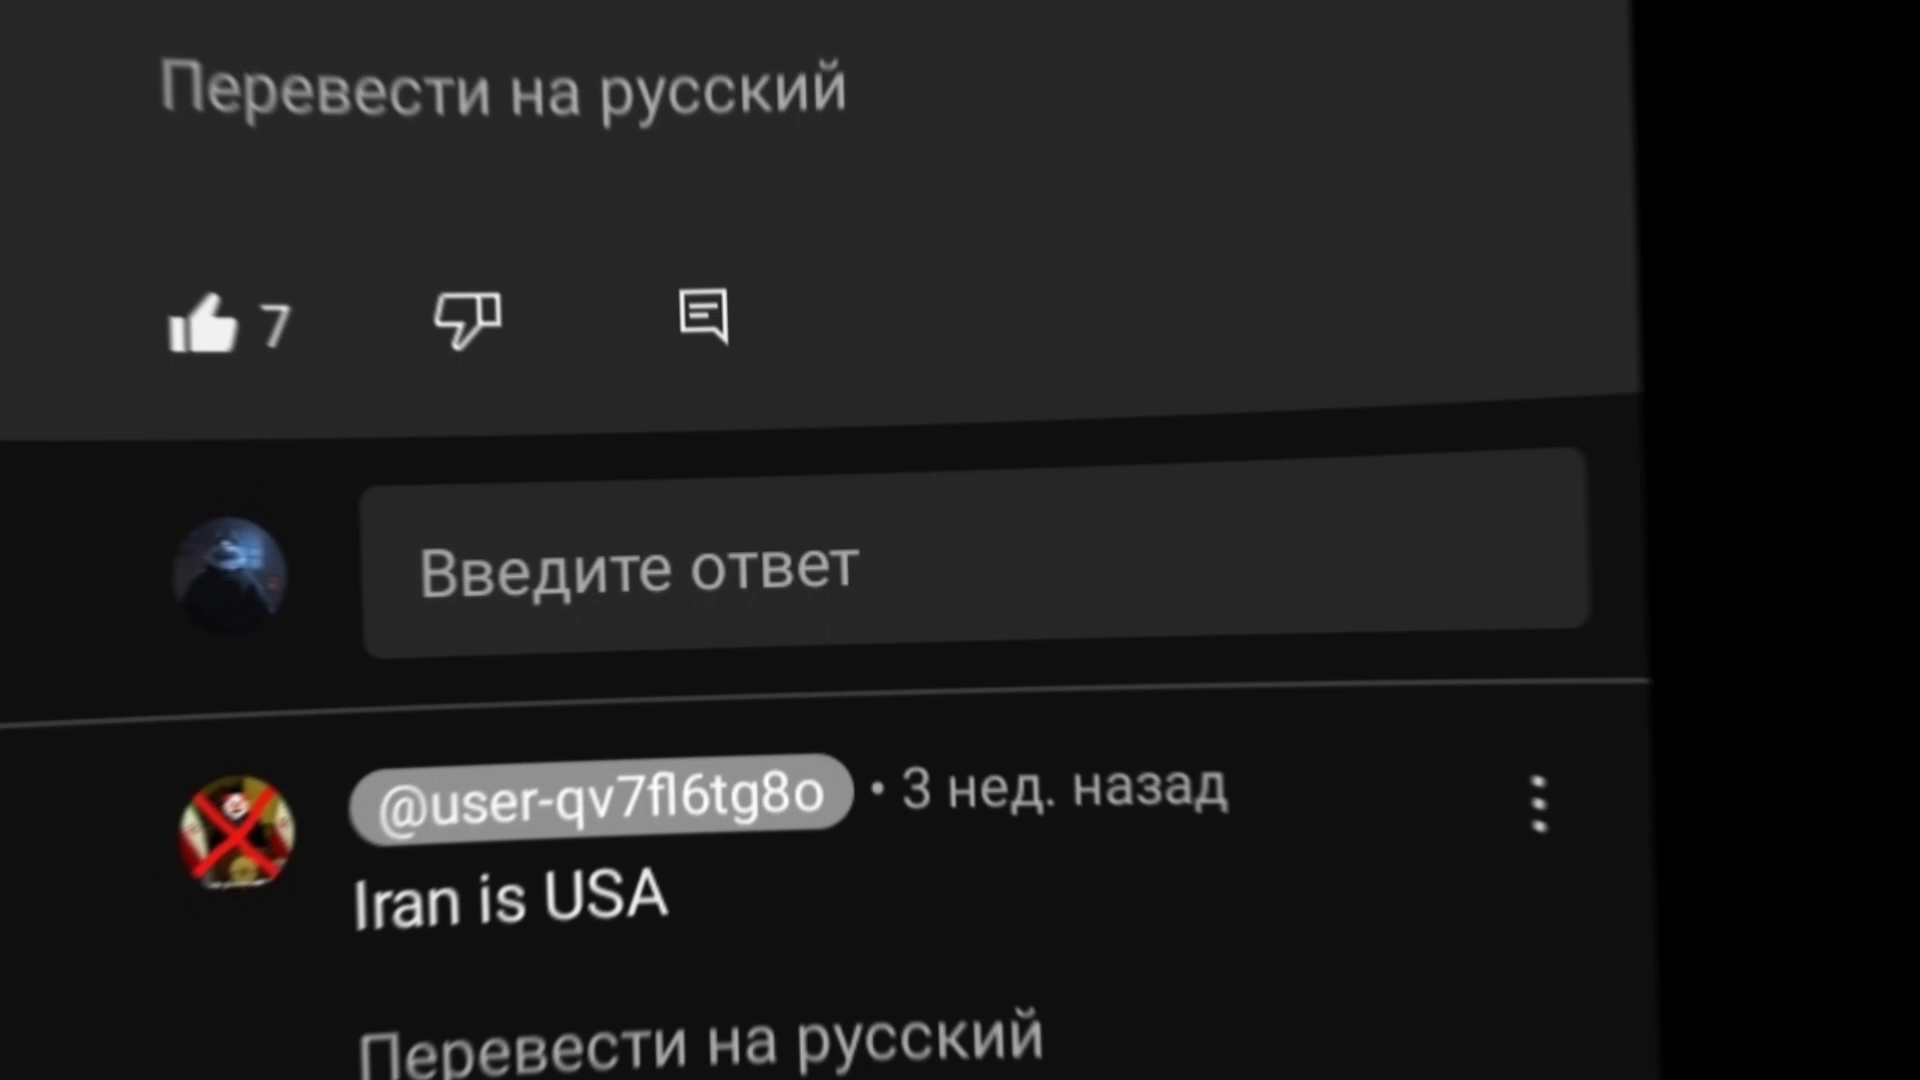 Перевести на русский
7
Введите ответ
@user-qv7fl6tg8o • 3 нед. назад
Iran is USA
Перевести на русский